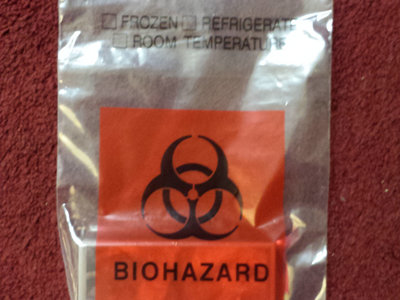 FROZEN REFRIGERATE
ROOM TEMPERATURE
BIOHAZARD